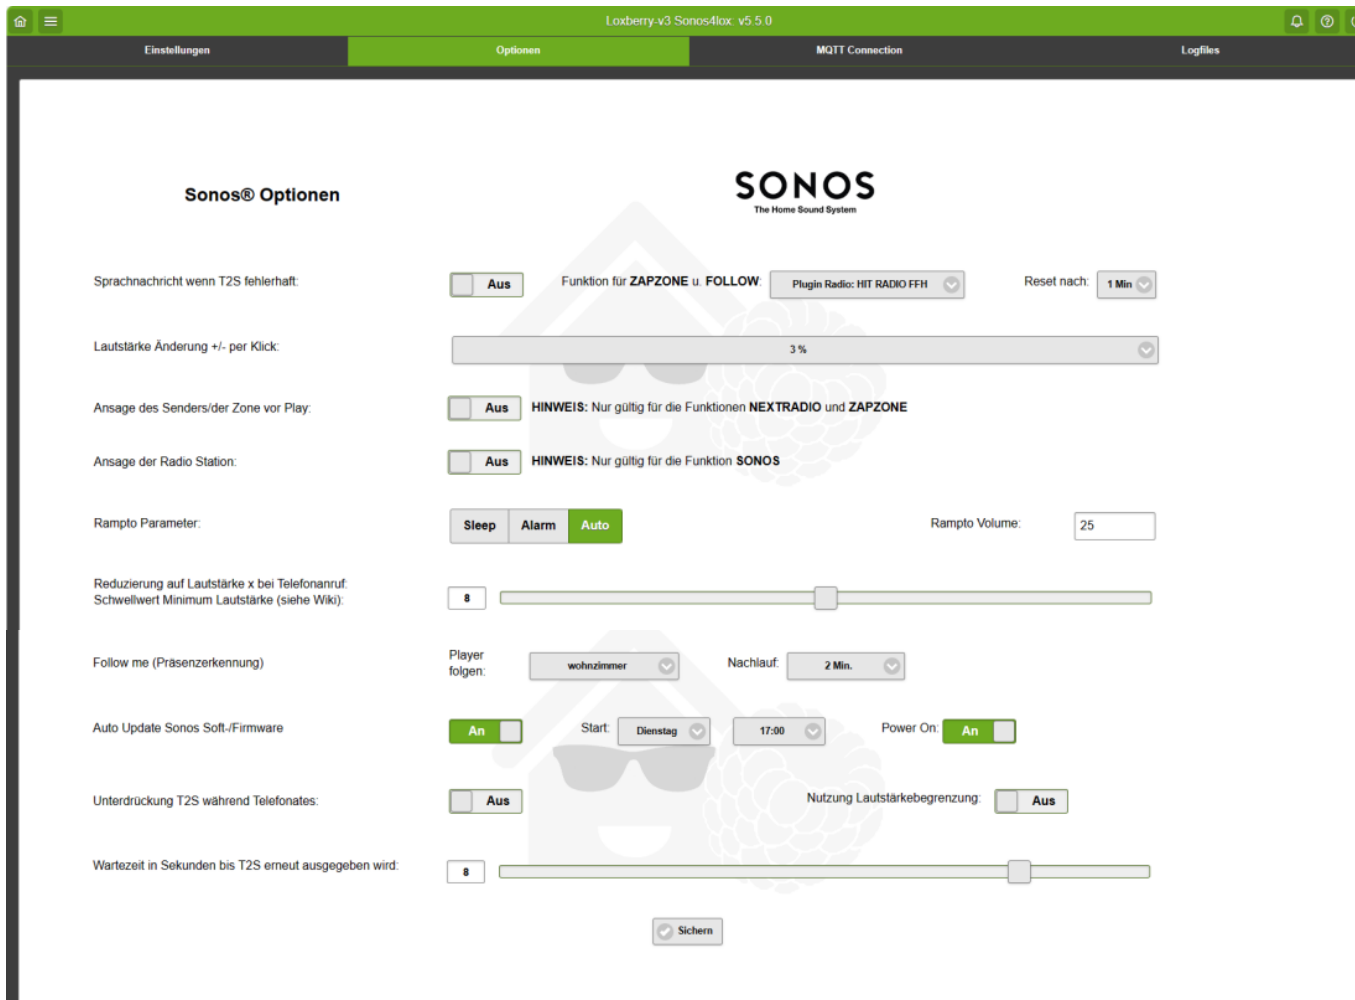 Loxberry-v3 Sonos4lox: v5.5.0
Einstellungen Optionen MQTT Connection Logfiles
Sonos® Optionen
SONOS
The Home Sound System
Sprachnachricht wenn T2S fehlerhaft: Aus Funktion für ZAPZONE u. FOLLOW: Plugin Radio: HIT RADIO FFH Reset nach: 1 Min
Lautstärke Änderung +/- per Klick: 3 %
Ansage des Senders/der Zone vor Play: Aus HINWEIS: Nur gültig für die Funktionen NEXTRADIO und ZAPZONE
Ansage der Radio Station: Aus HINWEIS: Nur gültig für die Funktion SONOS
Rampto Parameter: Sleep Alarm Auto Rampto Volume: 25
Reduzierung auf Lautstärke x bei Telefonanruf:
Schwellwert Minimum Lautstärke (siehe Wiki): 8
Follow me (Präsenzerkennung) Player folgen: wohnzimmer Nachlauf: 2 Min.
Auto Update Sonos Soft-/Firmware An Start: Dienstag 17:00 Power On: An
Unterdrückung T2S während Telefonates: Aus Nutzung Lautstärkebegrenzung: Aus
Wartezeit in Sekunden bis T2S erneut ausgegeben wird: 8
Sichern